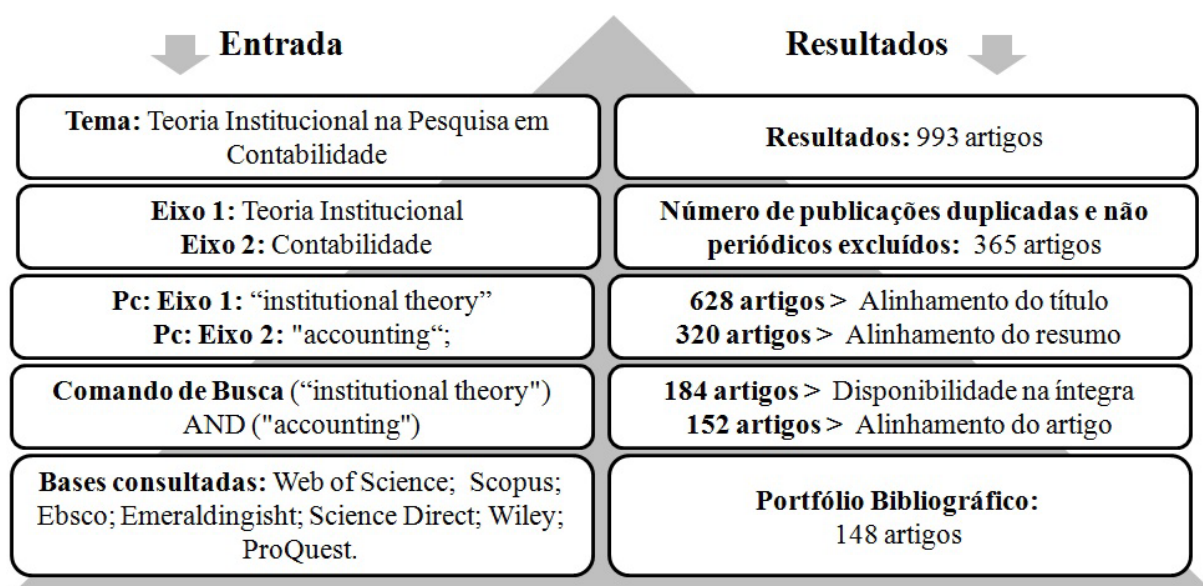 Entrada
Tema: Teoria Institucional na Pesquisa em
Contabilidade
Eixo 1: Teoria Institucional
Eixo 2: Contabilidade
Pc: Eixo 1: “institutional theory”
Pc: Eixo 2: "accounting“;
Comando de Busca (“institutional theory")
AND ("accounting")
Bases consultadas: Web of Science; Scopus;
Ebsco; Emeraldingisht; Science Direct; Wiley;
ProQuest.
Resultados
Resultados: 993 artigos
Número de publicações duplicadas e não
periódicos excluídos: 365 artigos
628 artigos > Alinhamento do título
320 artigos > Alinhamento do resumo
184 artigos > Disponibilidade na íntegra
152 artigos > Alinhamento do artigo
Portfólio Bibliográfico:
148 artigos